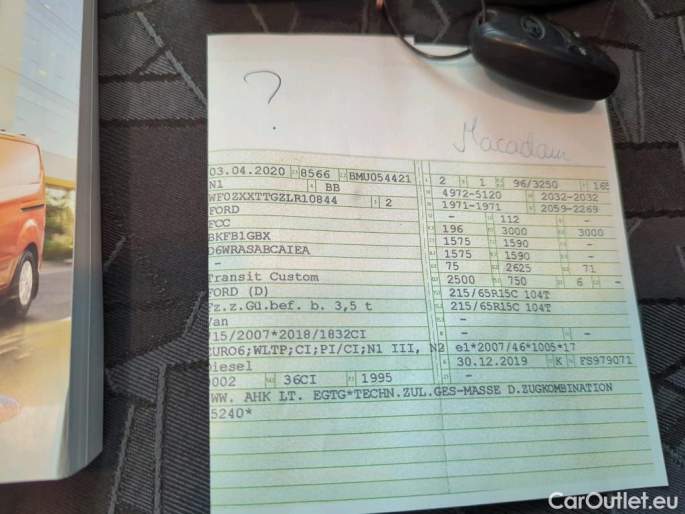 ?
Macadam
03.04.2020 8566 BMU054421 2 1 96/3250 165
N1 BB 4972-5120 2032-2032
WF0ZXXTTGZLR10844 1 2 1971-1971 2059-2269
FORD - 112 -
FCC 196 3000 3000
BKFB1GBX 1575 1590 -
D6WRASABCAIEA 1575 1590 -
- 75 2625 71
Transit Custom 2500 750 6 -
FORD (D) 215/65R15C 104T
Fz.z.Gü.bef. b. 3,5 t 215/65R15C 104T
Van -
715/2007*2018/1832CI - -
EURO6;WLTP;CI;PI/CI;N1 III, N2 e1*2007/46*1005*17
Diesel 30.12.2019 K FS979071
0002 36CI 1995 -
WW. AHK LT. EGTG*TECHN.ZUL.GES-MASSE D.ZUGKOMBINATION
5240*
CarOutlet.eu